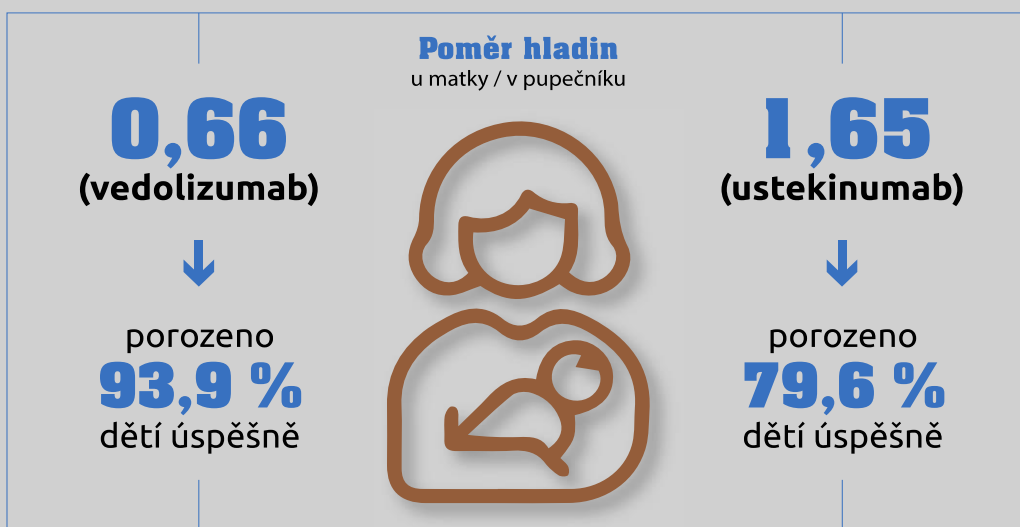 Poměr hladin
u matky / v pupečníku
0,66
(vedolizumab)
porozeno
93,9 %
dětí úspěšně
1,65
(ustekinumab)
porozeno
79,6 %
dětí úspěšně